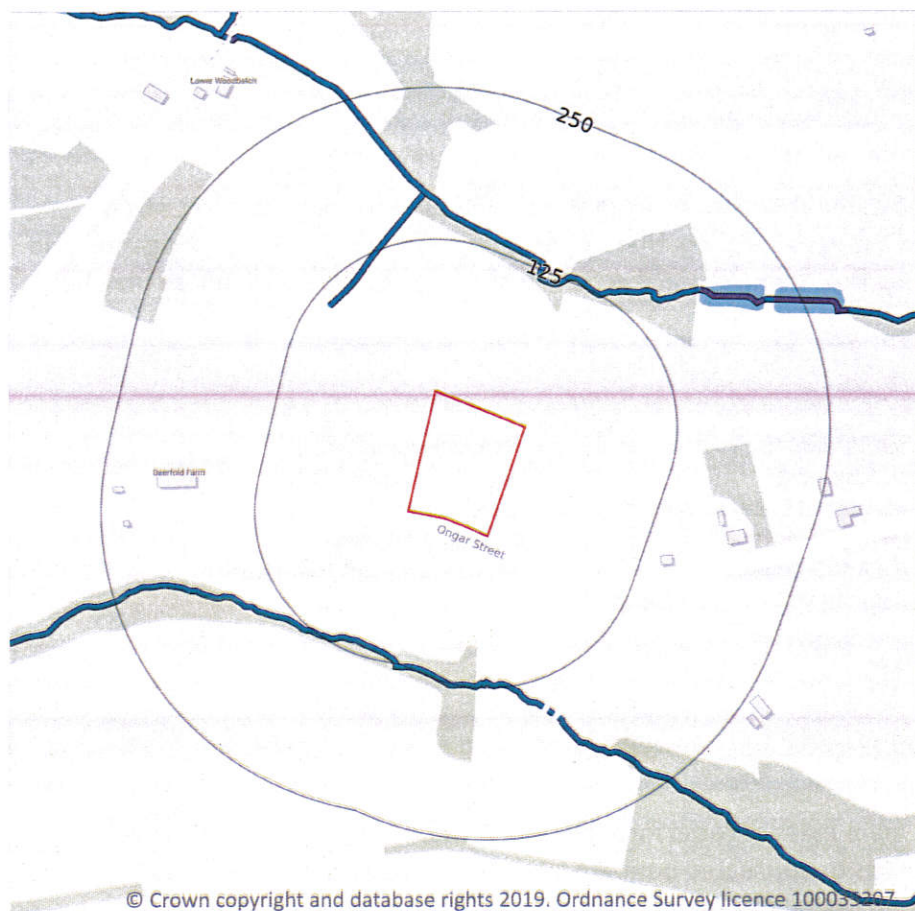 Lower Woodbatch
250
125
Deerfold Farm
Ongar Street
© Crown copyright and database rights 2019. Ordnance Survey licence 100035207.